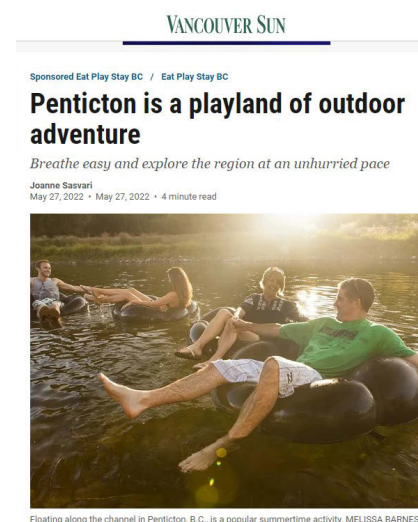 VANCOUVER SUN
Sponsored Eat Play Stay BC / Eat Play Stay BC
Penticton is a playland of outdoor
adventure
Breathe easy and explore the region at an unhurried pace
Joanne Sasvari
May 27, 2022 • May 27, 2022 • 4 minute read
Floating along the channel in Penticton, B.C., is a popular summertime activity. MELISSA BARNES